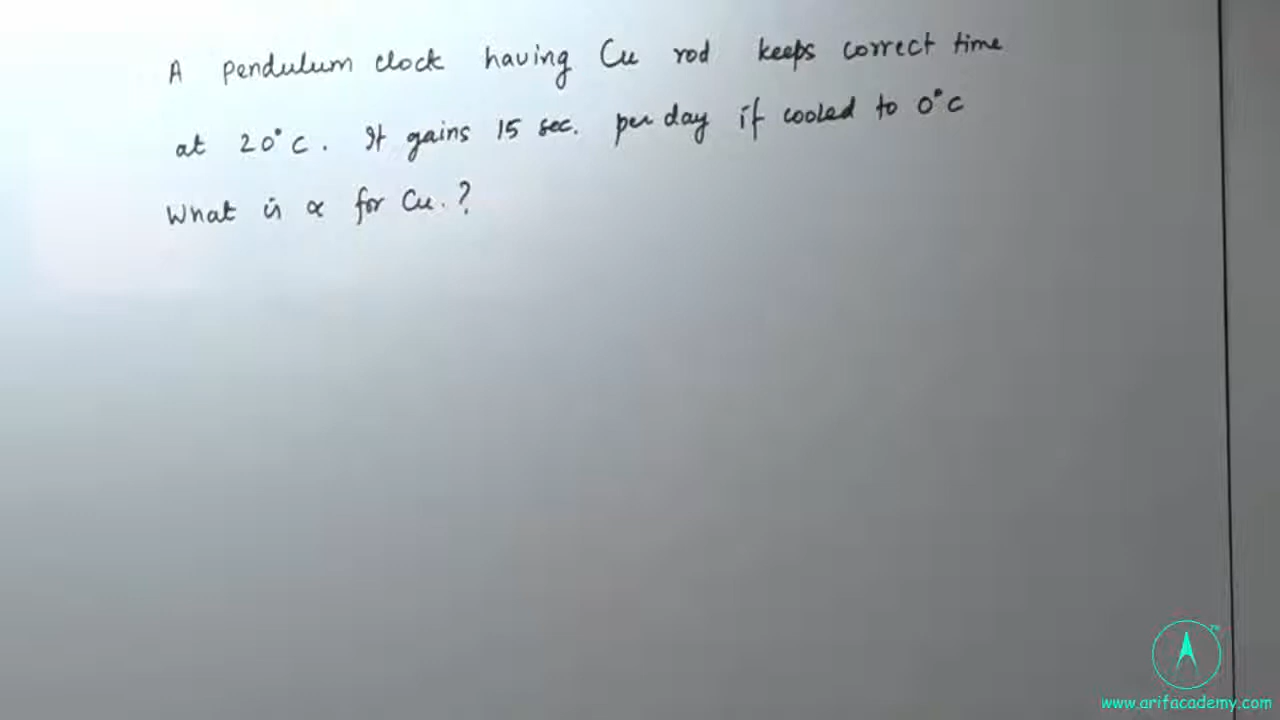 A pendulum clock having Cu rod keeps correct time
at 20°C. It gains 15 sec. per day if cooled to 0°C
What is α for Cu.?
TM
www.arifacademy.com